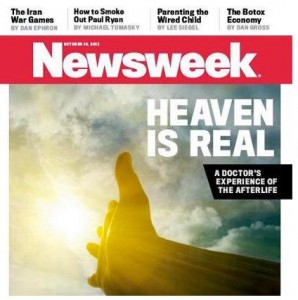 The Iran
War Games
BY DAN EPHRON
How to Smoke
Out Paul Ryan
BY MICHAEL TOMASKY
Parenting the
Wired Child
BY LEE SIEGEL
The Botox
Economy
BY DAN GROSS
Newsweek
HEAVEN
IS REAL
A DOCTOR'S
EXPERIENCE OF
THE AFTERLIFE